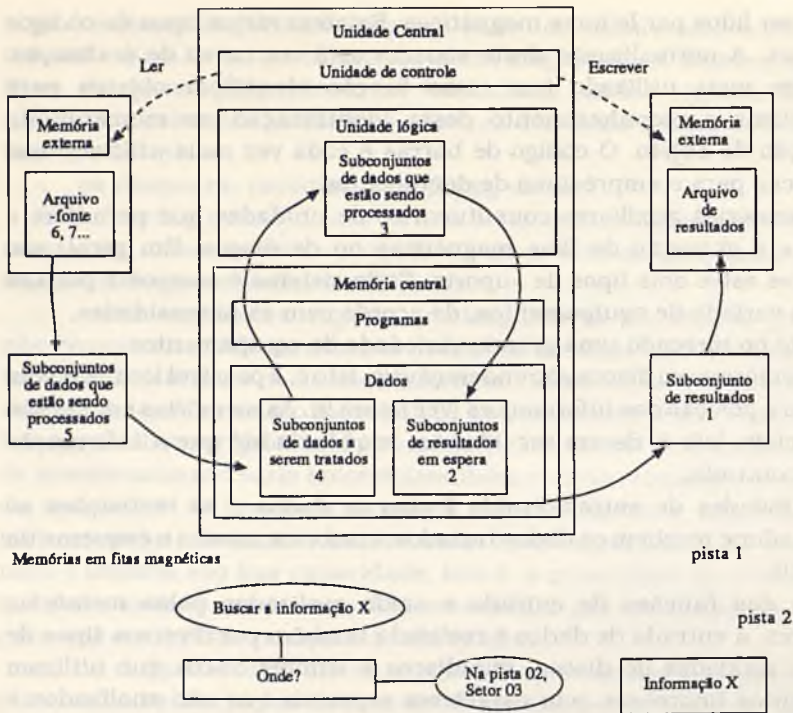 Unidade Central
Ler
Unidade de controle
Escrever
Memória
externa
Arquivo
-fonte
6, 7...
Unidade lógica
Subconjuntos
de dados que
estão sendo
processados
3
Memória
externa
Arquivo
de
resultados
Memória central
Programas
Subconjuntos
de dados que
estão sendo
processados
5
Dados
Subconjuntos
de dados a
serem tratados
4
Subconjuntos
de resultados
em espera
2
Subconjunto
de resultados
1
Memórias em fitas magnéticas
pista 1
Buscar a informação X
pista 2
Onde?
Na pista 02,
Setor 03
Informação X